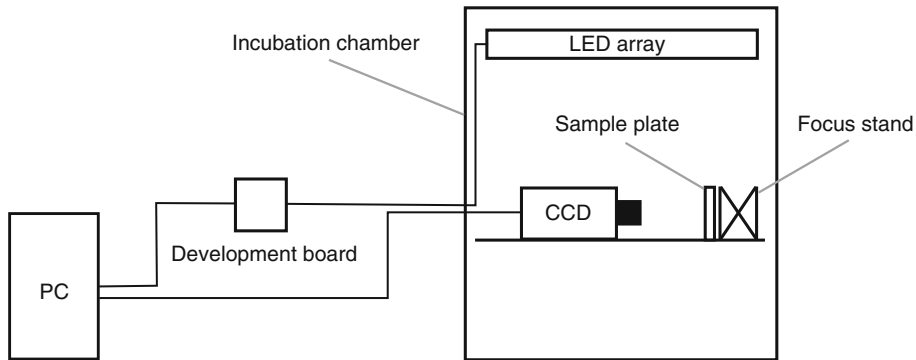 Incubation chamber
LED array
Sample plate
Focus stand
CCD
Development board
PC